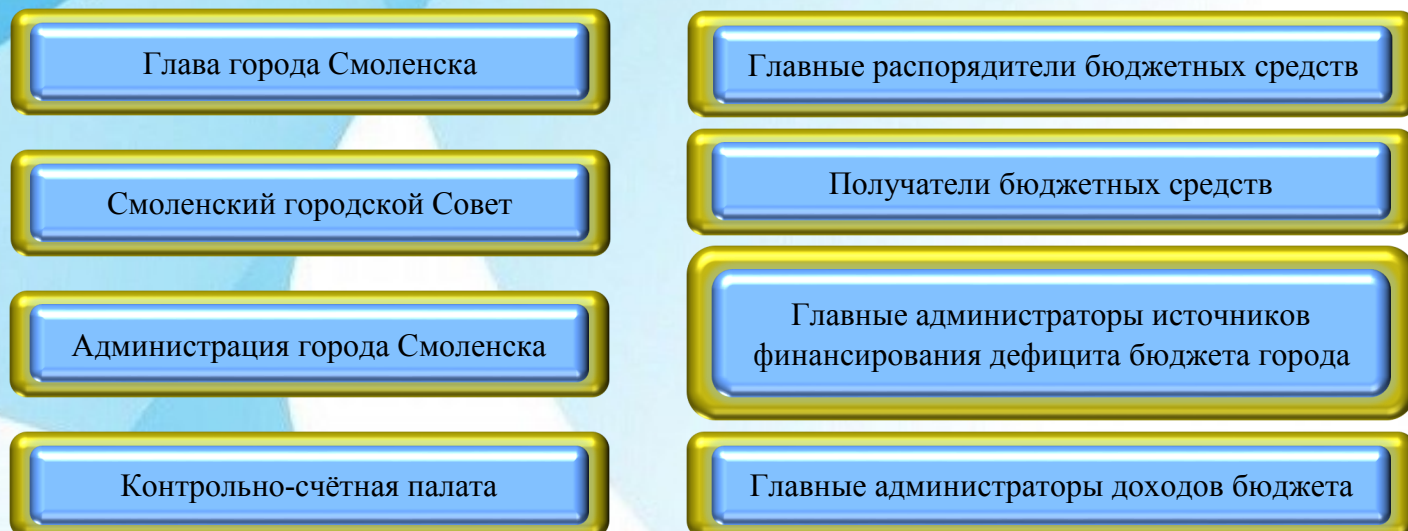 Глава города Смоленска
Смоленский городской Совет
Администрация города Смоленска
Контрольно-счётная палата
Главные распорядители бюджетных средств
Получатели бюджетных средств
Главные администраторы источников
финансирования дефицита бюджета города
Главные администраторы доходов бюджета